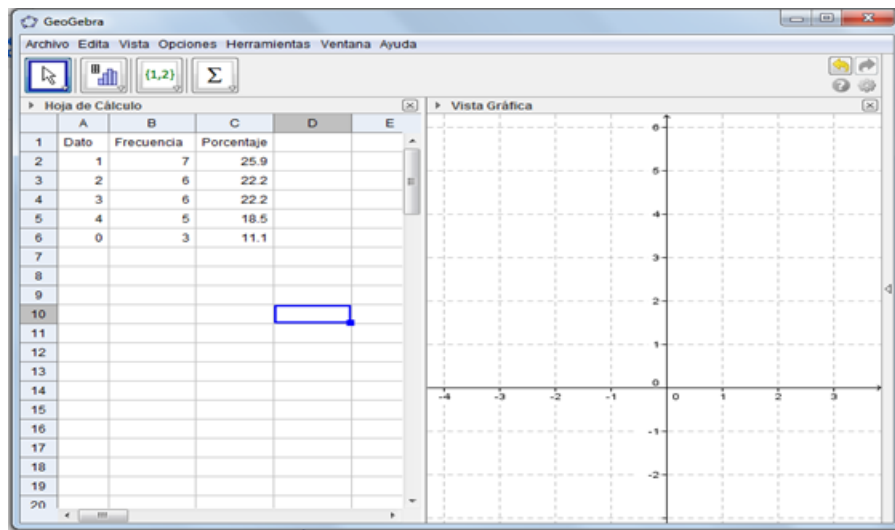 GeoGebra
Archivo Edita Vista Opciones Herramientas Ventana Ayuda
{1,2} Σ
Hoja de Cálculo
A B C D E
1 Dato Frecuencia Porcentaje
2 1 7 25.9
3 2 6 22.2
4 3 6 22.2
5 4 5 18.5
6 0 3 11.1
7
8
9
10
11
12
13
14
15
16
17
18
19
20
Vista Gráfica
6
5
4
3
2
1
0
-4 -3 -2 -1 0 1 2 3
-1
-2